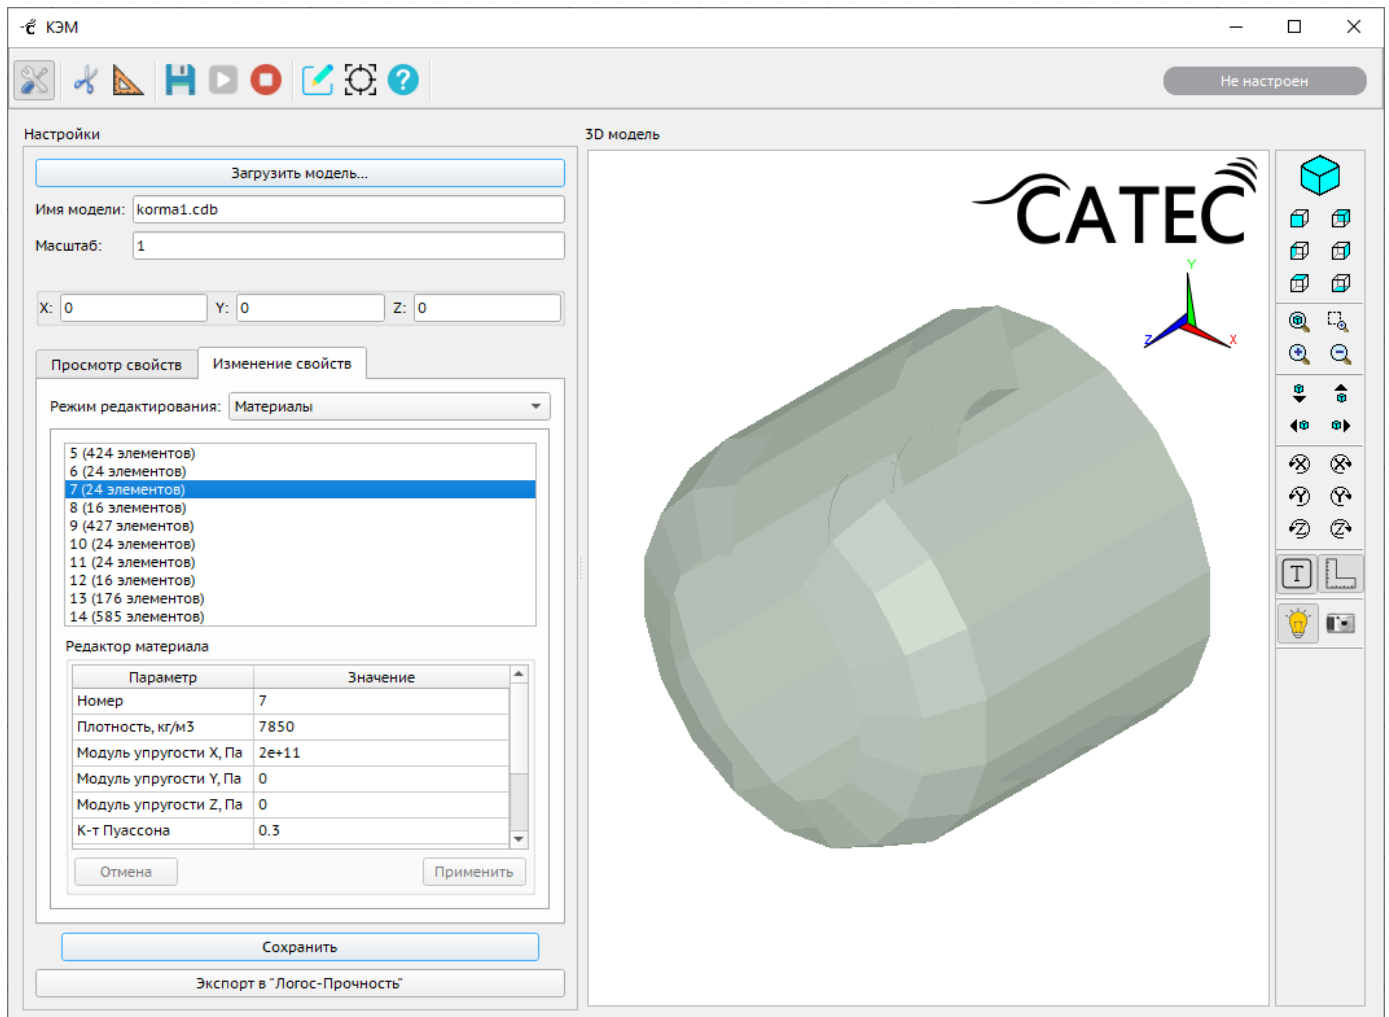 КЭМ
Не настроен
Настройки
Загрузить модель...
Имя модели: korma1.cdb
Масштаб: 1
X: 0 Y: 0 Z: 0
Просмотр свойств Изменение свойств
Режим редактирования: Материалы
5 (424 элементов)
6 (24 элементов)
7 (24 элементов)
8 (16 элементов)
9 (427 элементов)
10 (24 элементов)
11 (24 элементов)
12 (16 элементов)
13 (176 элементов)
14 (585 элементов)
Редактор материала
Параметр Значение
Номер 7
Плотность, кг/м3 7850
Модуль упругости X, Па 2e+11
Модуль упругости Y, Па 0
Модуль упругости Z, Па 0
К-т Пуассона 0.3
Отмена Применить
Сохранить
Экспорт в "Логос-Прочность"
3D модель
CATEC
Y
Z X
X X
Y Y
Z Z
T